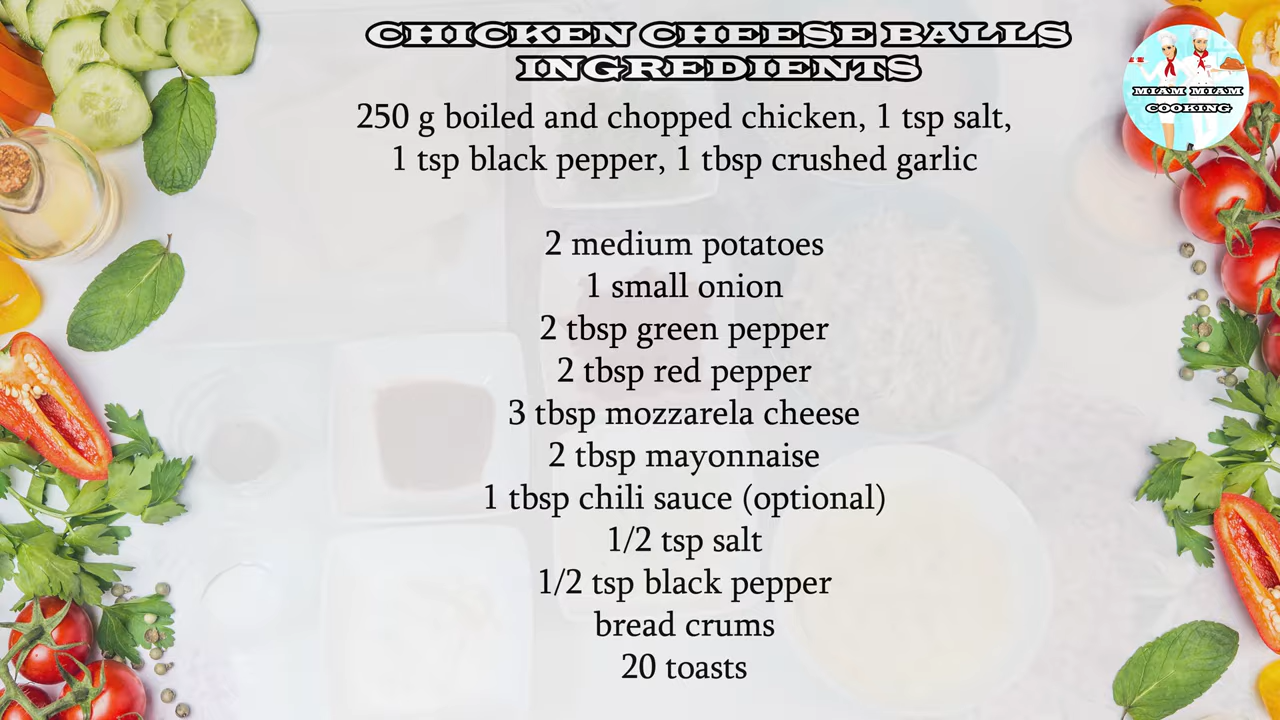 CHICKEN CHEESE BALLS
INGREDIENTS
MIAM MIAM
COOKING
250 g boiled and chopped chicken, 1 tsp salt,
1 tsp black pepper, 1 tbsp crushed garlic
2 medium potatoes
1 small onion
2 tbsp green pepper
2 tbsp red pepper
3 tbsp mozzarela cheese
2 tbsp mayonnaise
1 tbsp chili sauce (optional)
1/2 tsp salt
1/2 tsp black pepper
bread crums
20 toasts